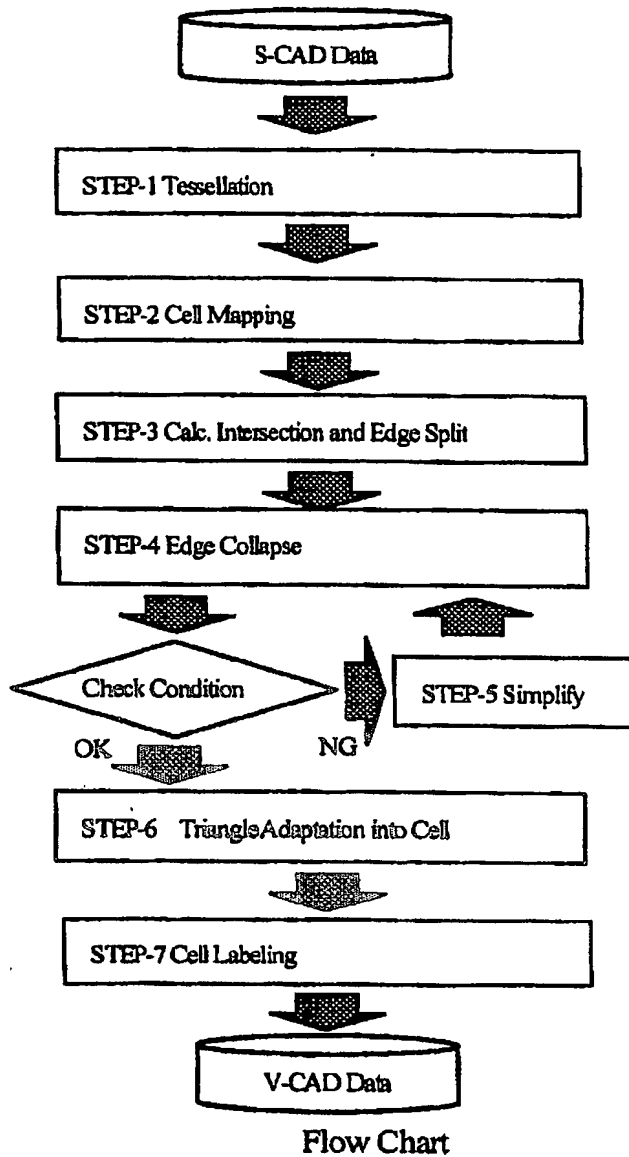 S-CAD Data
STEP-1 Tessellation
STEP-2 Cell Mapping
STEP-3 Calc. Intersection and Edge Split
STEP-4 Edge Collapse
Check Condition
STEP-5 Simplify
OK
NG
STEP-6 Triangle Adaptation into Cell
STEP-7 Cell Labeling
V-CAD Data
Flow Chart